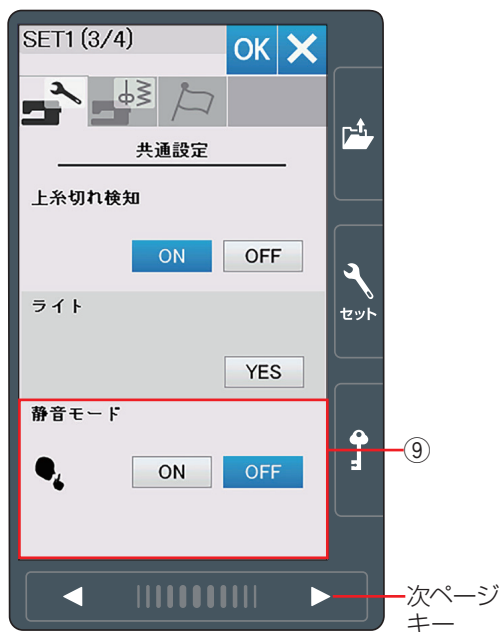 SET1 (3/4)
OK
共通設定
上糸切れ検知
ON OFF
ライト
セット
YES
静音モード
⑨
ON OFF
次ページ
キー